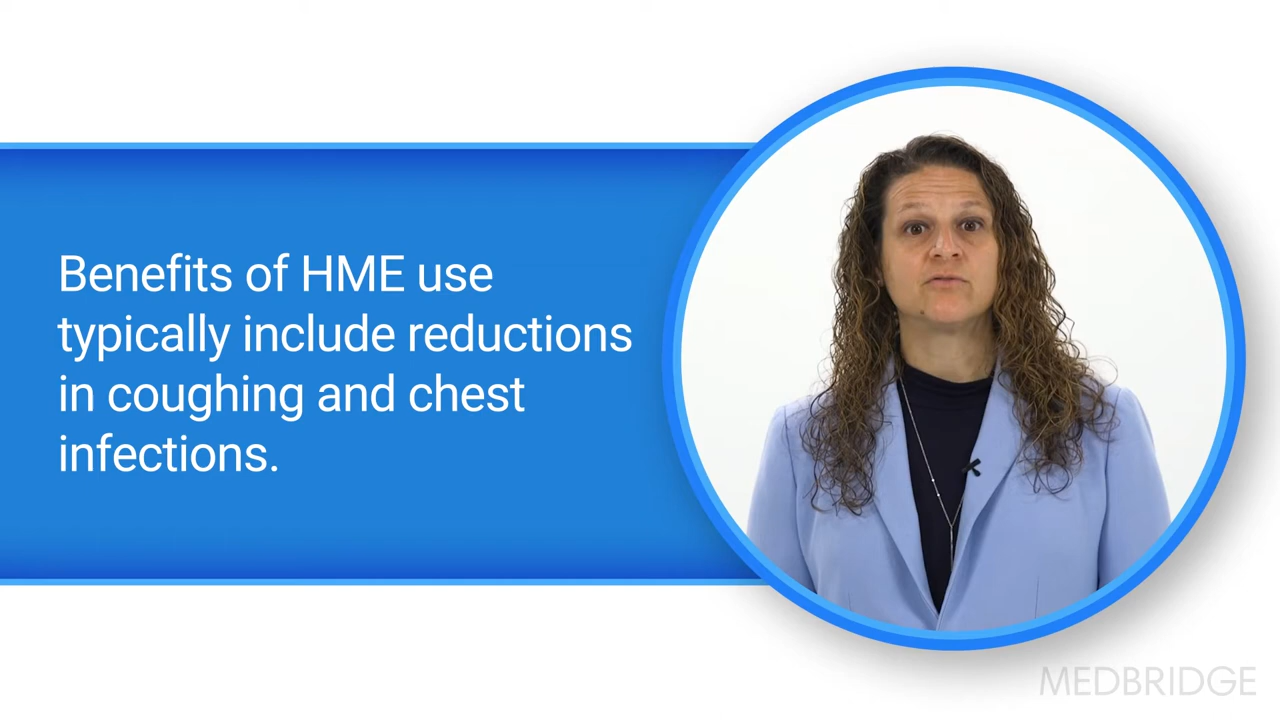 Benefits of HME use
typically include reductions
in coughing and chest
infections.
MEDBRIDGE